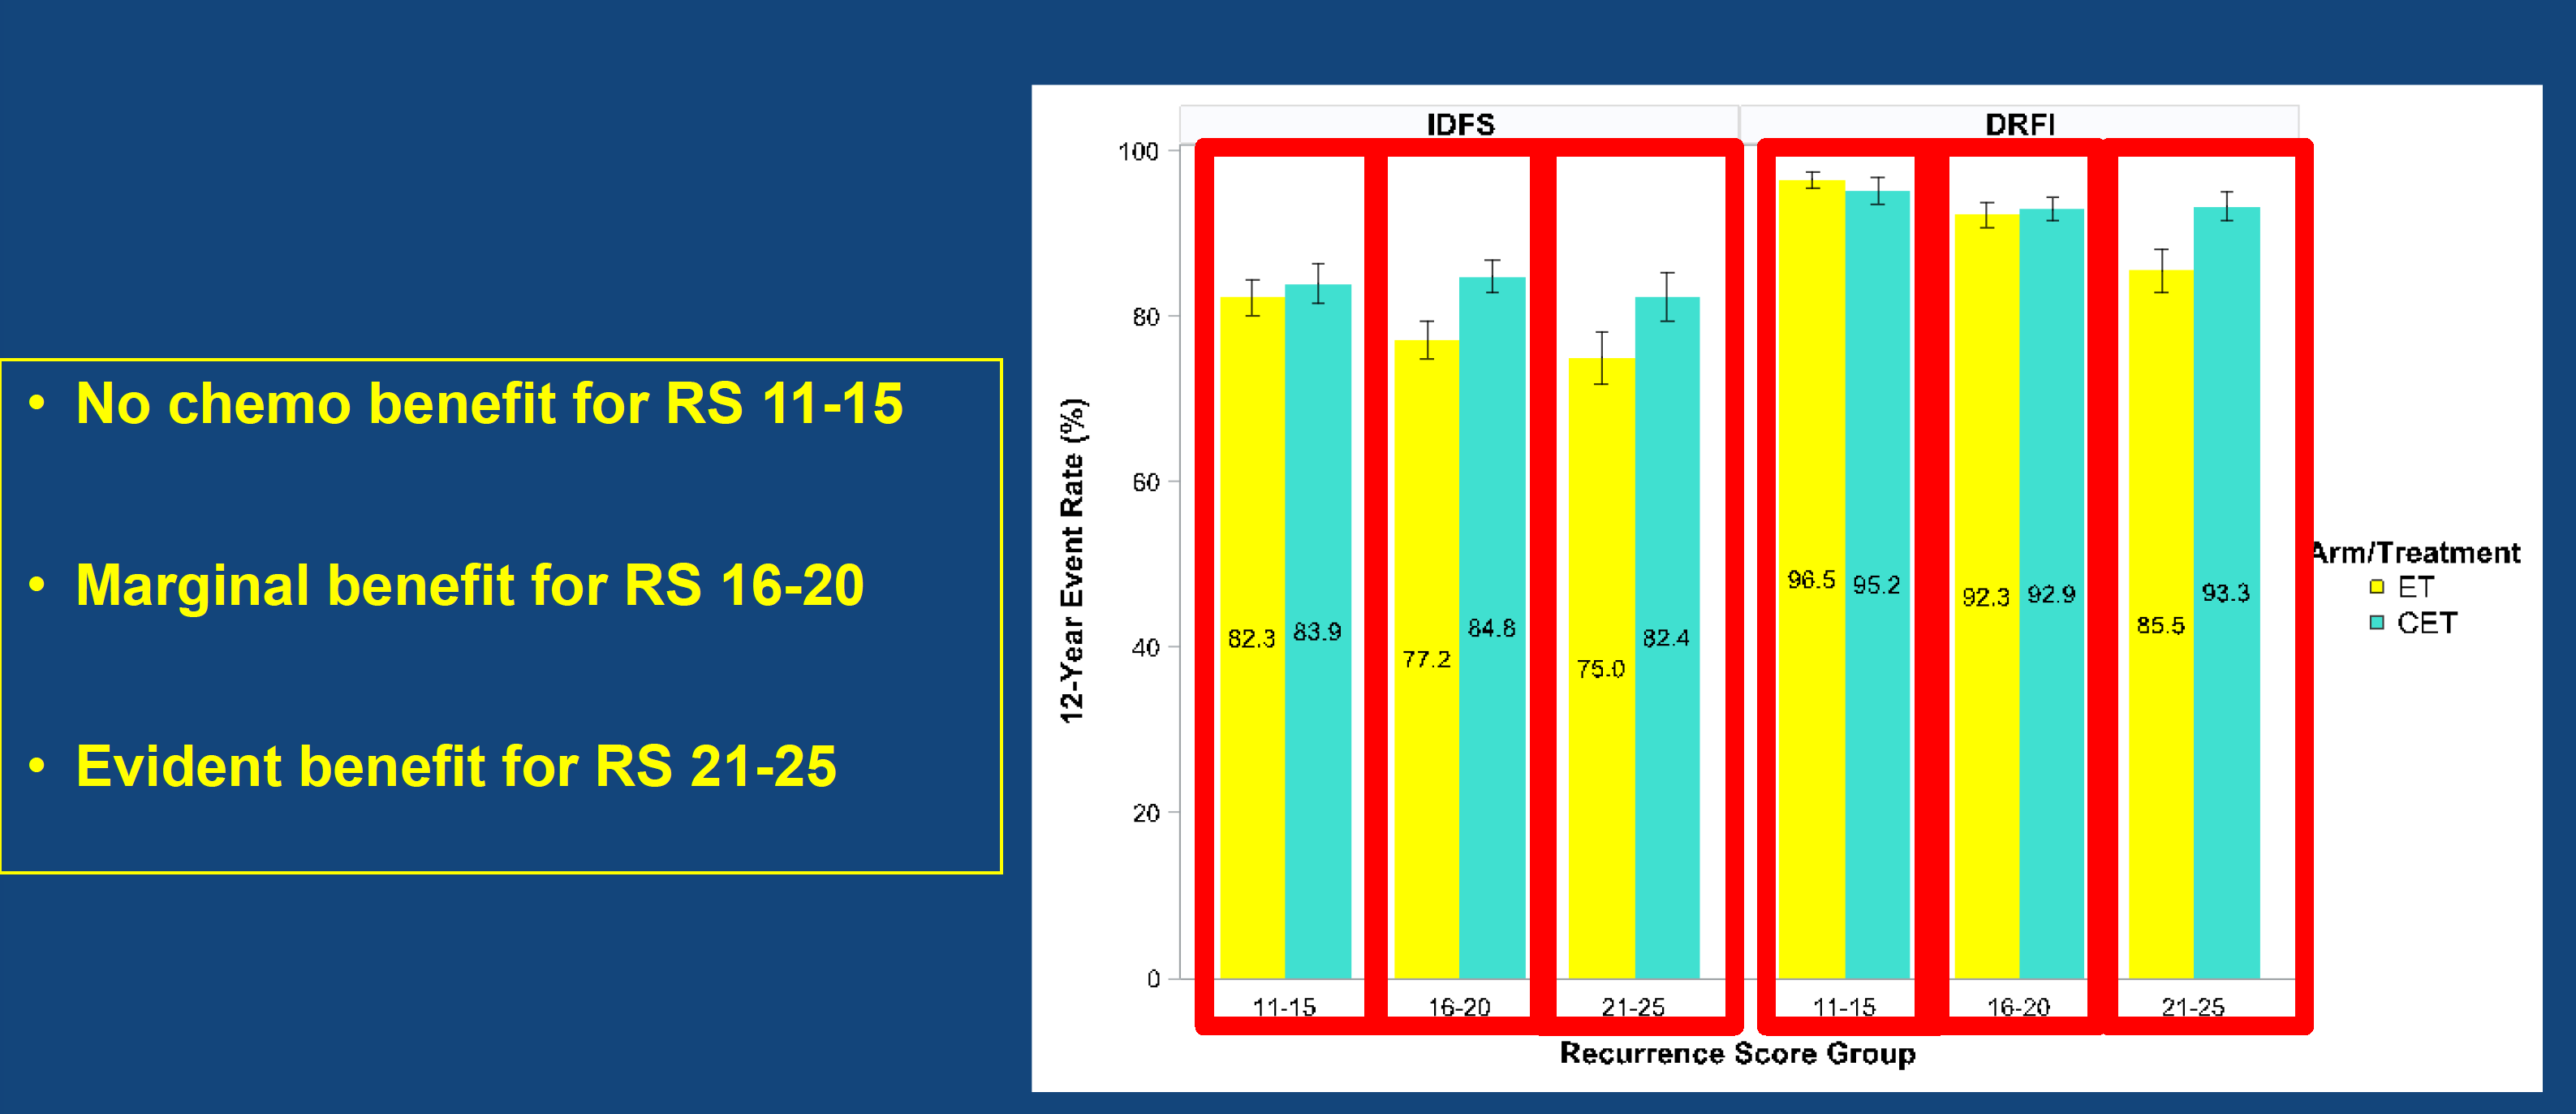 • No chemo benefit for RS 11-15
• Marginal benefit for RS 16-20
• Evident benefit for RS 21-25
IDFS DRFI
12-Year Event Rate (%)
100
80
60
40
20
0
82.3 83.9 77.2 84.8 75.0 82.4 96.5 95.2 92.3 92.9 85.5 93.3
11-15 16-20 21-25 11-15 16-20 21-25
Recurrence Score Group
Arm/Treatment
ET
CET